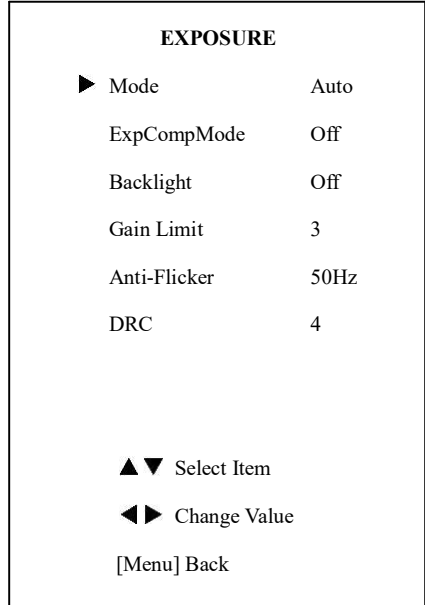 EXPOSURE
▶ Mode Auto
ExpCompMode Off
Backlight Off
Gain Limit 3
Anti-Flicker 50Hz
DRC 4
▲▼ Select Item
◀▶ Change Value
[Menu] Back